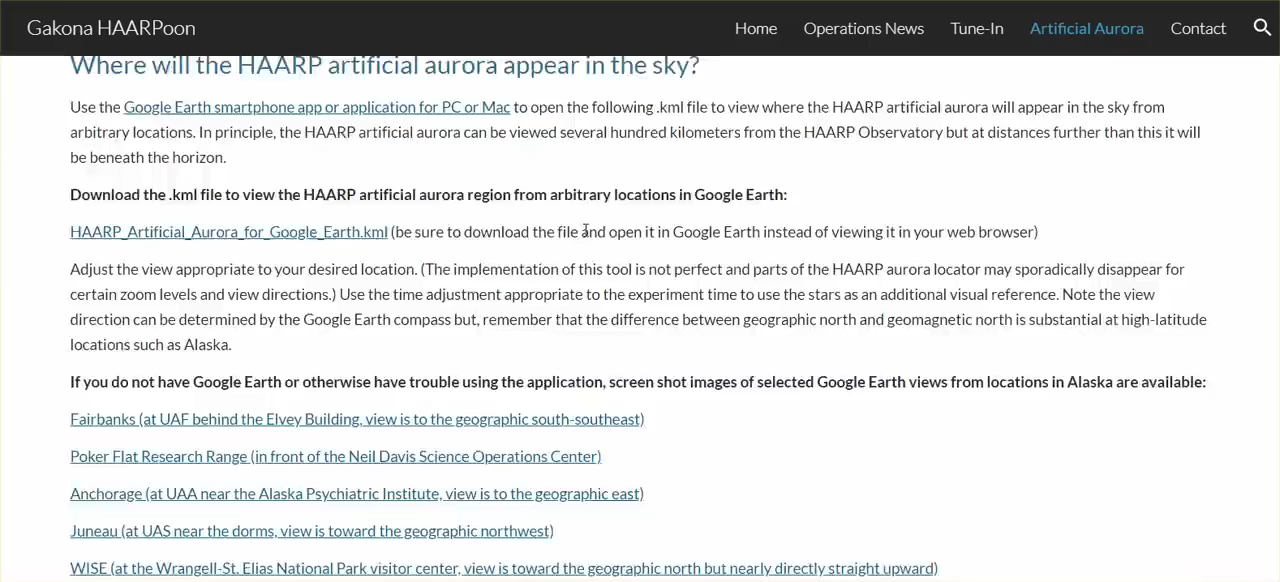 Gakona HAARPoon
Home Operations News Tune-In Artificial Aurora Contact
Where will the HAARP artificial aurora appear in the sky?
Use the Google Earth smartphone app or application for PC or Mac to open the following .kml file to view where the HAARP artificial aurora will appear in the sky from
arbitrary locations. In principle, the HAARP artificial aurora can be viewed several hundred kilometers from the HAARP Observatory but at distances further than this it will
be beneath the horizon.
Download the .kml file to view the HAARP artificial aurora region from arbitrary locations in Google Earth:
HAARP_Artificial_Aurora_for_Google_Earth.kml (be sure to download the file and open it in Google Earth instead of viewing it in your web browser)
Adjust the view appropriate to your desired location. (The implementation of this tool is not perfect and parts of the HAARP aurora locator may sporadically disappear for
certain zoom levels and view directions.) Use the time adjustment appropriate to the experiment time to use the stars as an additional visual reference. Note the view
direction can be determined by the Google Earth compass but, remember that the difference between geographic north and geomagnetic north is substantial at high-latitude
locations such as Alaska.
If you do not have Google Earth or otherwise have trouble using the application, screen shot images of selected Google Earth views from locations in Alaska are available:
Fairbanks (at UAF behind the Elvey Building, view is to the geographic south-southeast)
Poker Flat Research Range (in front of the Neil Davis Science Operations Center)
Anchorage (at UAA near the Alaska Psychiatric Institute, view is to the geographic east)
Juneau (at UAS near the dorms, view is toward the geographic northwest)
WISE (at the Wrangell-St. Elias National Park visitor center, view is toward the geographic north but nearly directly straight upward)